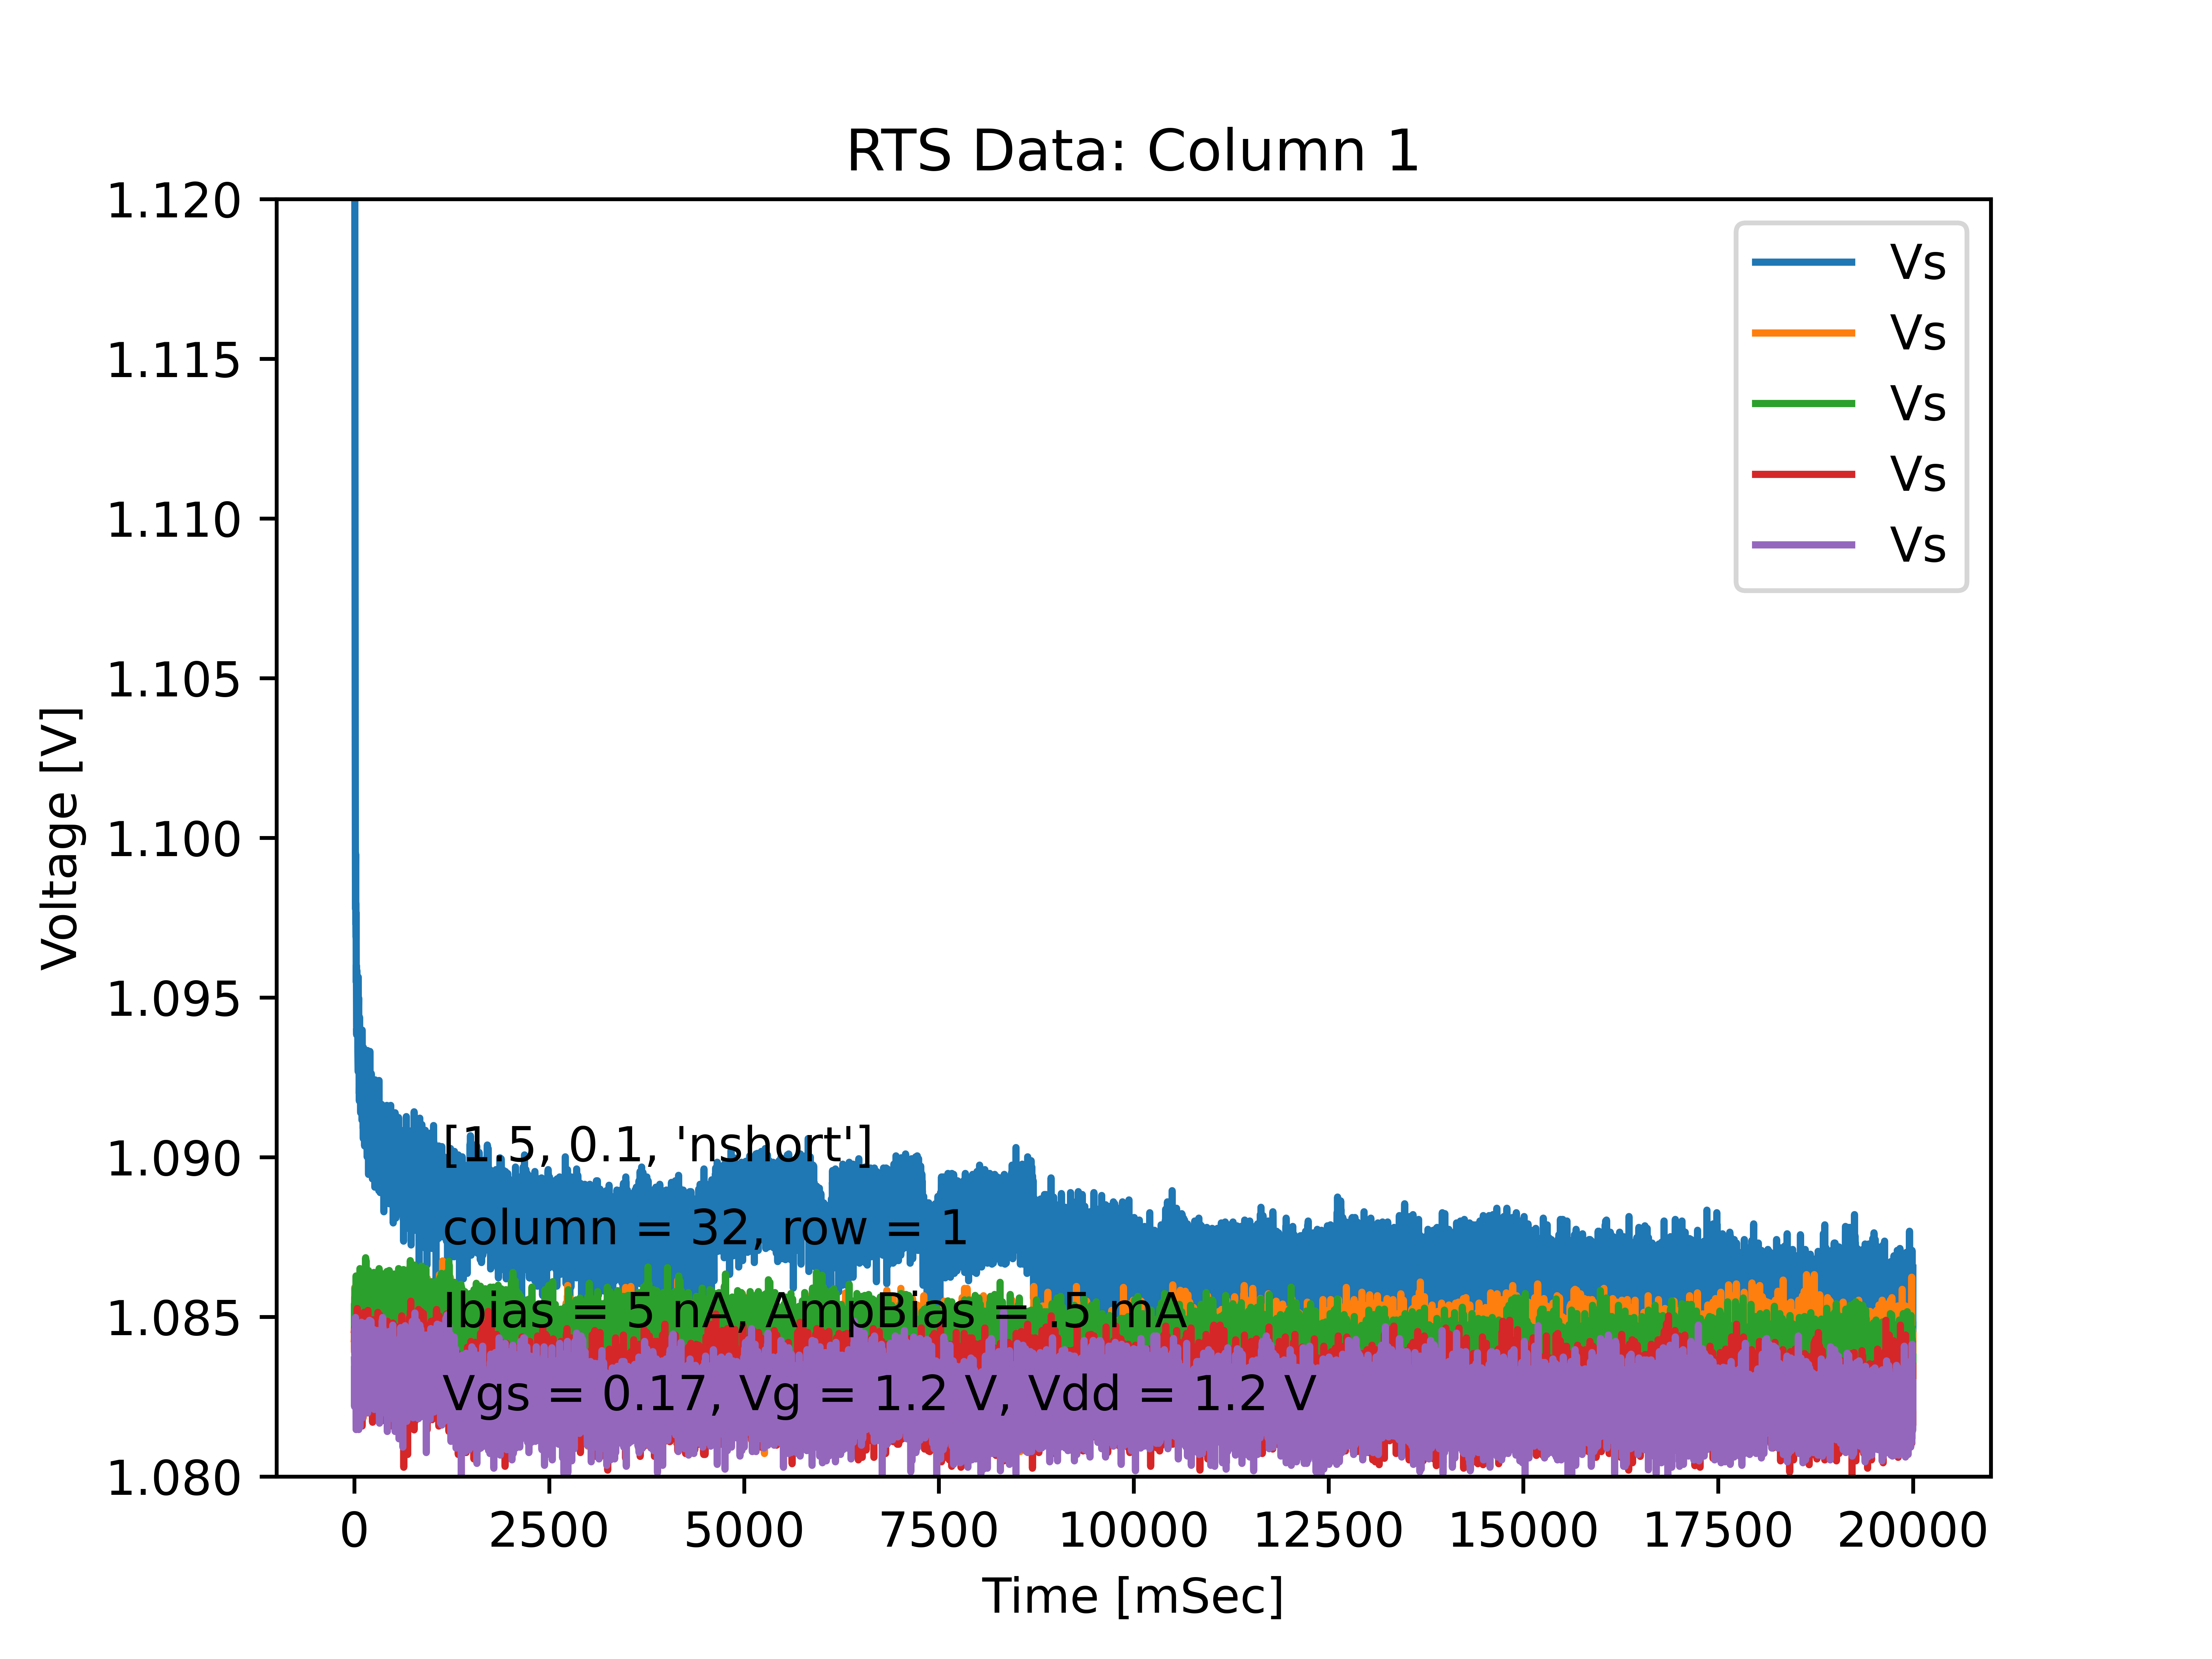 RTS Data: Column 1
1.120
1.115
1.110
1.105
1.100
1.095
1.090
1.085
1.080
Voltage [V]
Vs
Vs
Vs
Vs
Vs
[1.5, 0.1, 'nshort']
column = 32, row = 1
Ibias = 5 nA, AmpBias = .5 mA
Vgs = 0.17, Vg = 1.2 V, Vdd = 1.2 V
0 2500 5000 7500 10000 12500 15000 17500 20000
Time [mSec]